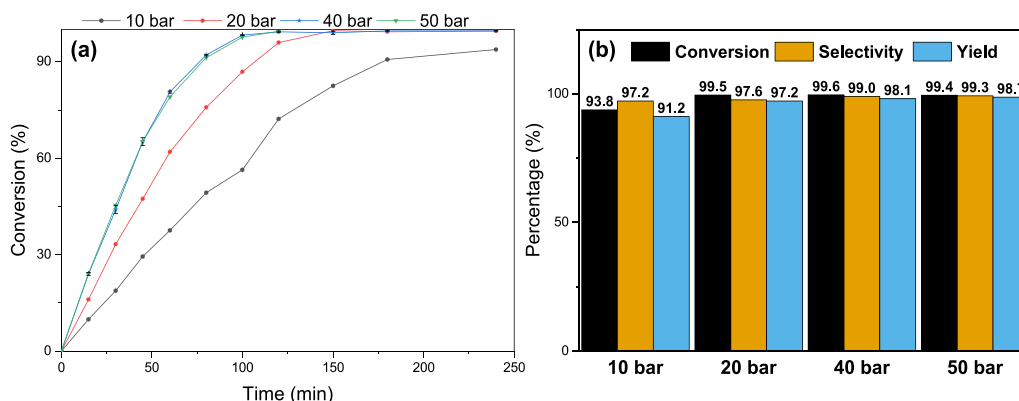 10 bar 20 bar 40 bar 50 bar
(a)
Conversion (%)
90
60
30
0
0 50 100 150 200 250
Time (min)
(b)
Conversion Selectivity Yield
Percentage (%)
100
50
0
93.8 97.2 91.2
99.5 97.6 97.2
99.6 99.0 98.1
99.4 99.3 98.7
10 bar 20 bar 40 bar 50 bar